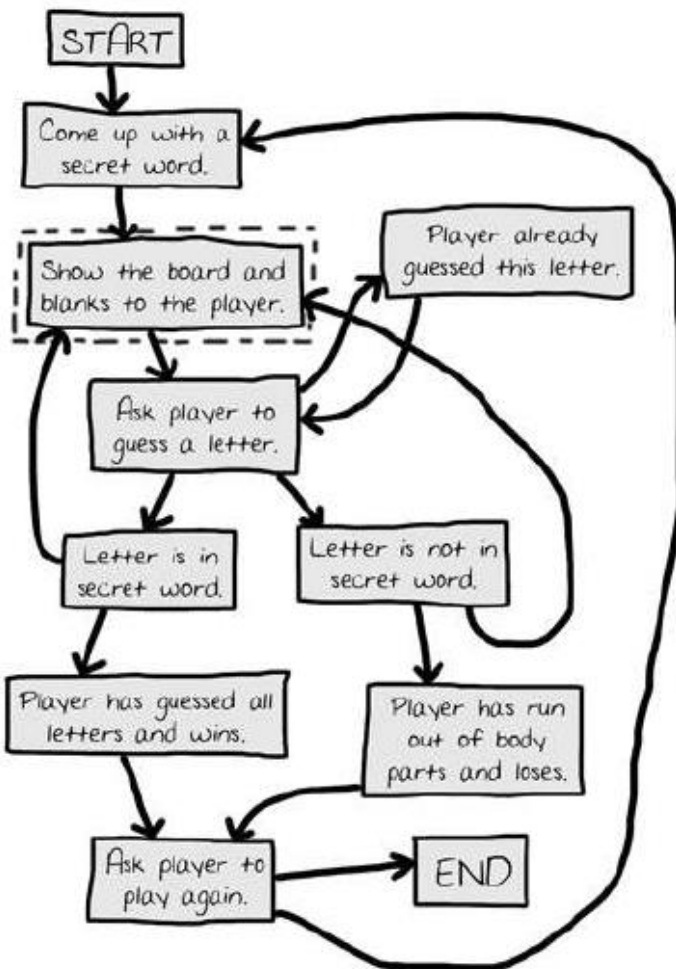 START
Come up with a
secret word.
Show the board and
blanks to the player.
Player already
guessed this letter.
Ask player to
guess a letter.
Letter is in
secret word.
Letter is not in
secret word.
Player has guessed all
letters and wins.
Player has run
out of body
parts and loses.
Ask player to
play again.
END